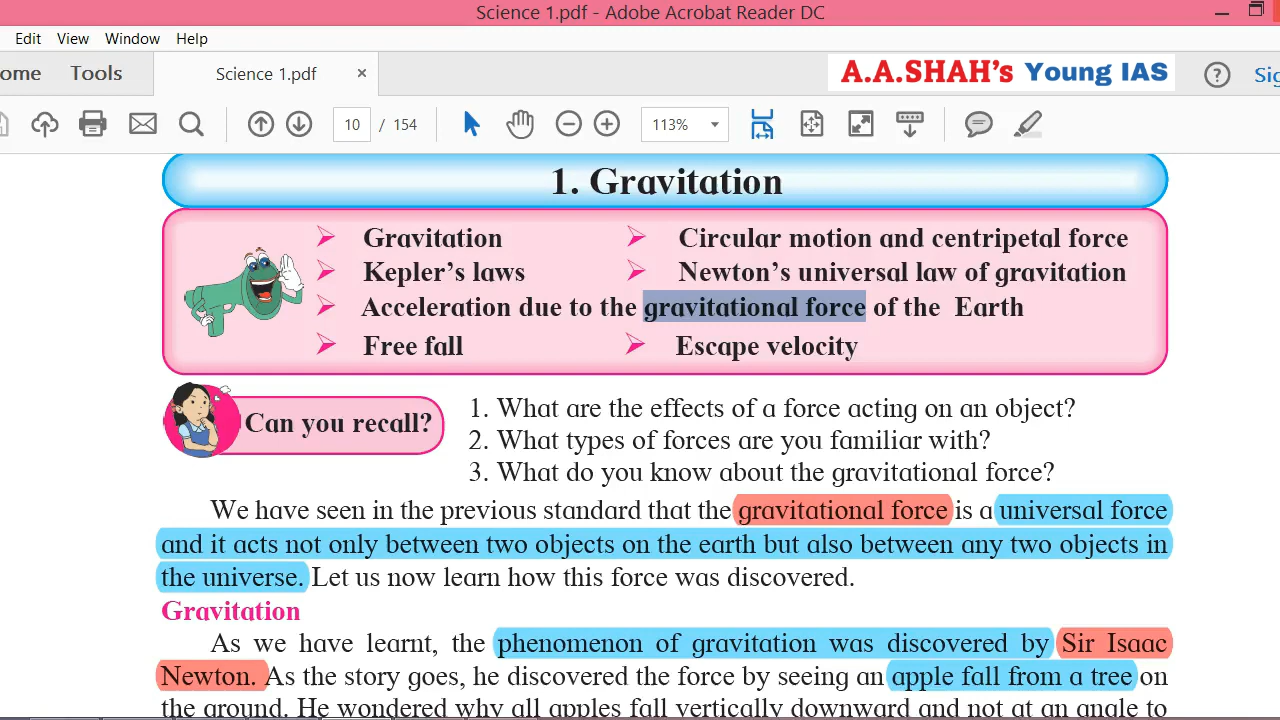 Science 1.pdf - Adobe Acrobat Reader DC
Edit View Window Help
ome Tools Science 1.pdf × A.A.SHAH’s Young IAS ? Sig
10 / 154 113%
1. Gravitation
Gravitation Circular motion and centripetal force
Kepler’s laws Newton’s universal law of gravitation
Acceleration due to the gravitational force of the Earth
Free fall Escape velocity
Can you recall?
1. What are the effects of a force acting on an object?
2. What types of forces are you familiar with?
3. What do you know about the gravitational force?
We have seen in the previous standard that the gravitational force is a universal force
and it acts not only between two objects on the earth but also between any two objects in
the universe. Let us now learn how this force was discovered.
Gravitation
As we have learnt, the phenomenon of gravitation was discovered by Sir Isaac
Newton. As the story goes, he discovered the force by seeing an apple fall from a tree on
the ground. He wondered why all apples fall vertically downward and not at an angle to